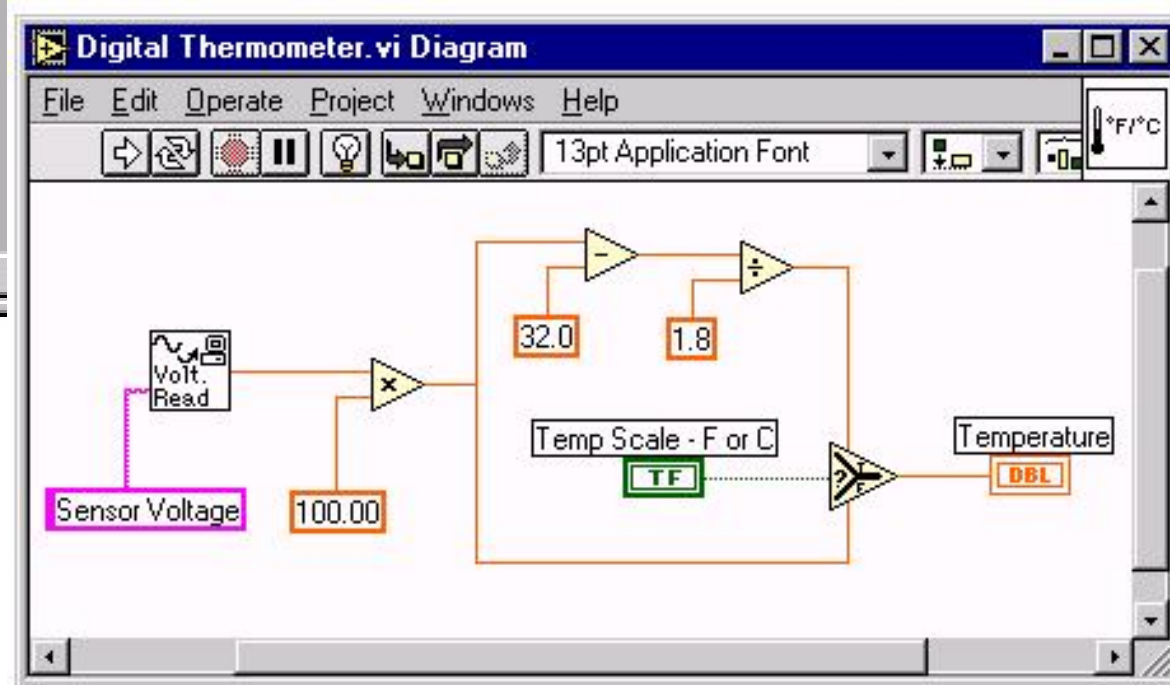 Digital Thermometer.vi Diagram
File Edit Operate Project Windows Help
°F/°C
13pt Application Font
-
÷
32.0
1.8
Volt.
Read
x
Temp Scale - F or C
Temperature
TF
?
T
F
DBL
Sensor Voltage
100.00